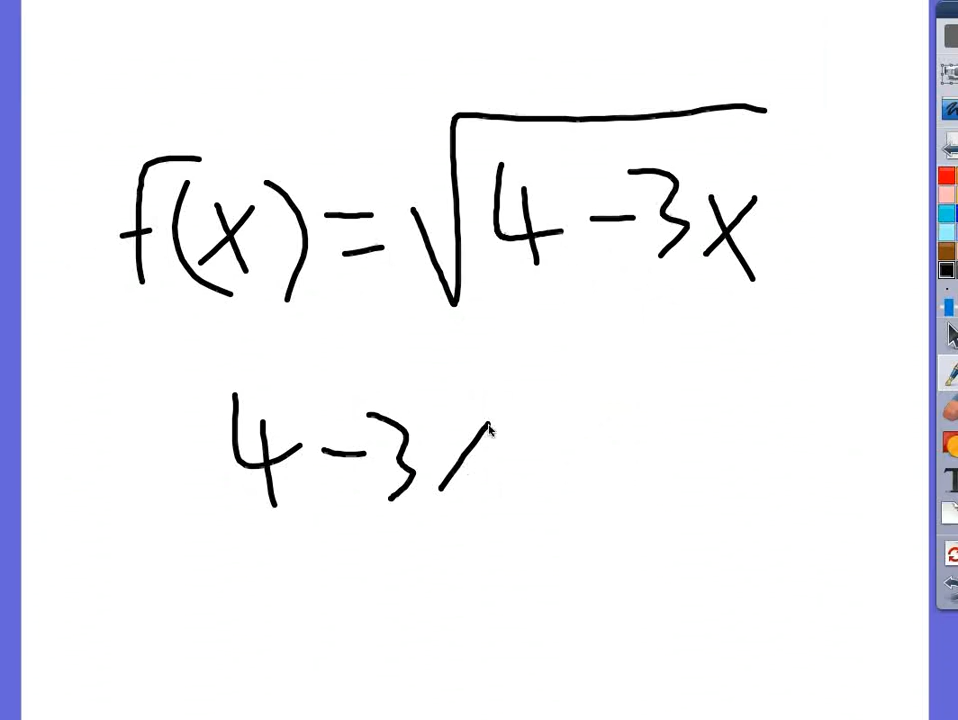 f(x) = √4 - 3x
4 - 3/